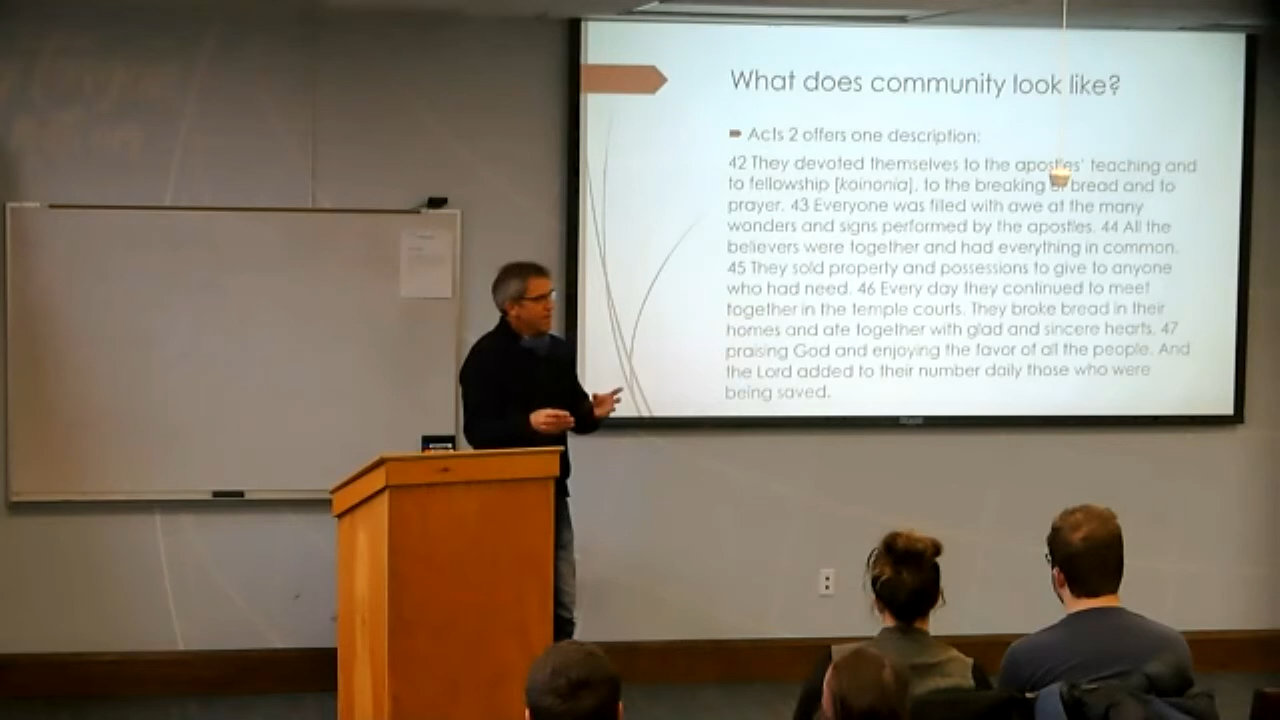 What does community look like?
Acts 2 offers one description:
42 They devoted themselves to the apostles' teaching and
to fellowship [koinonia], to the breaking of bread and to
prayer. 43 Everyone was filled with awe at the many
wonders and signs performed by the apostles. 44 All the
believers were together and had everything in common.
45 They sold property and possessions to give to anyone
who had need. 46 Every day they continued to meet
together in the temple courts. They broke bread in their
homes and ate together with glad and sincere hearts, 47
praising God and enjoying the favor of all the people. And
the Lord added to their number daily those who were
being saved.